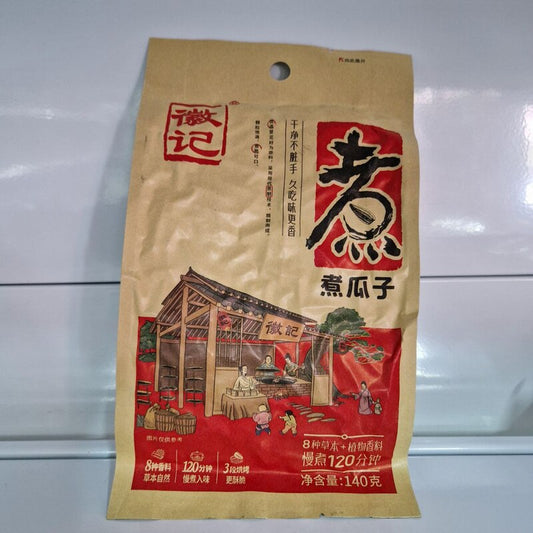 徽记
干净不脏手 久吃味更香
煮
煮瓜子
徽記
图片仅供参考
8种草本+植物香料
慢煮120分钟
净含量:140克
8种香料
草本自然
120分钟
慢煮入味
3段烘烤
更酥脆